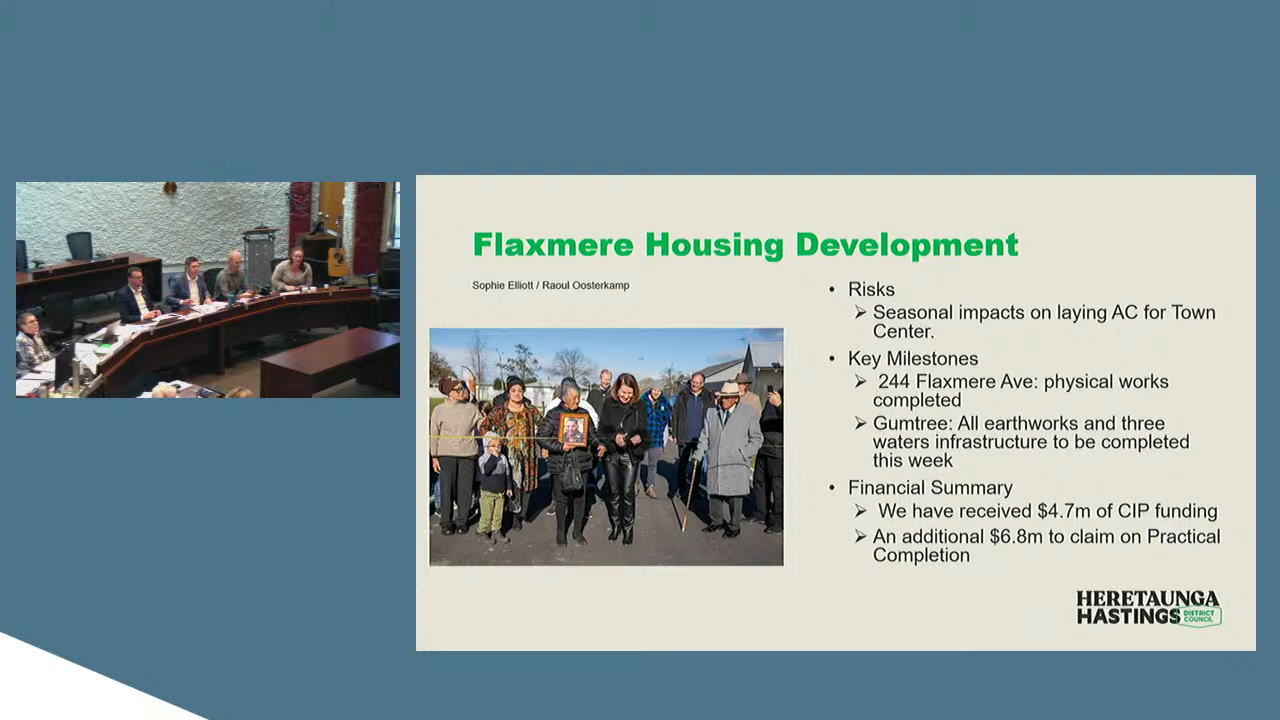 Flaxmere Housing Development
Sophie Elliott / Raoul Oosterkamp
• Risks
➢ Seasonal impacts on laying AC for Town
Center.
• Key Milestones
➢ 244 Flaxmere Ave: physical works
completed
➢ Gumtree: All earthworks and three
waters infrastructure to be completed
this week
• Financial Summary
➢ We have received $4.7m of CIP funding
➢ An additional $6.8m to claim on Practical
Completion
HERETAUNGA
HASTINGS
DISTRICT
COUNCIL